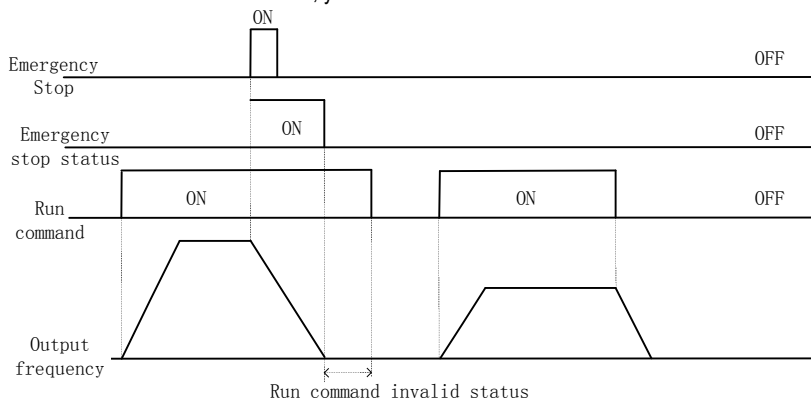 ON
Emergency
Stop
OFF
Emergency
stop status
ON
OFF
Run
command
ON
ON
OFF
Output
frequency
Run command invalid status